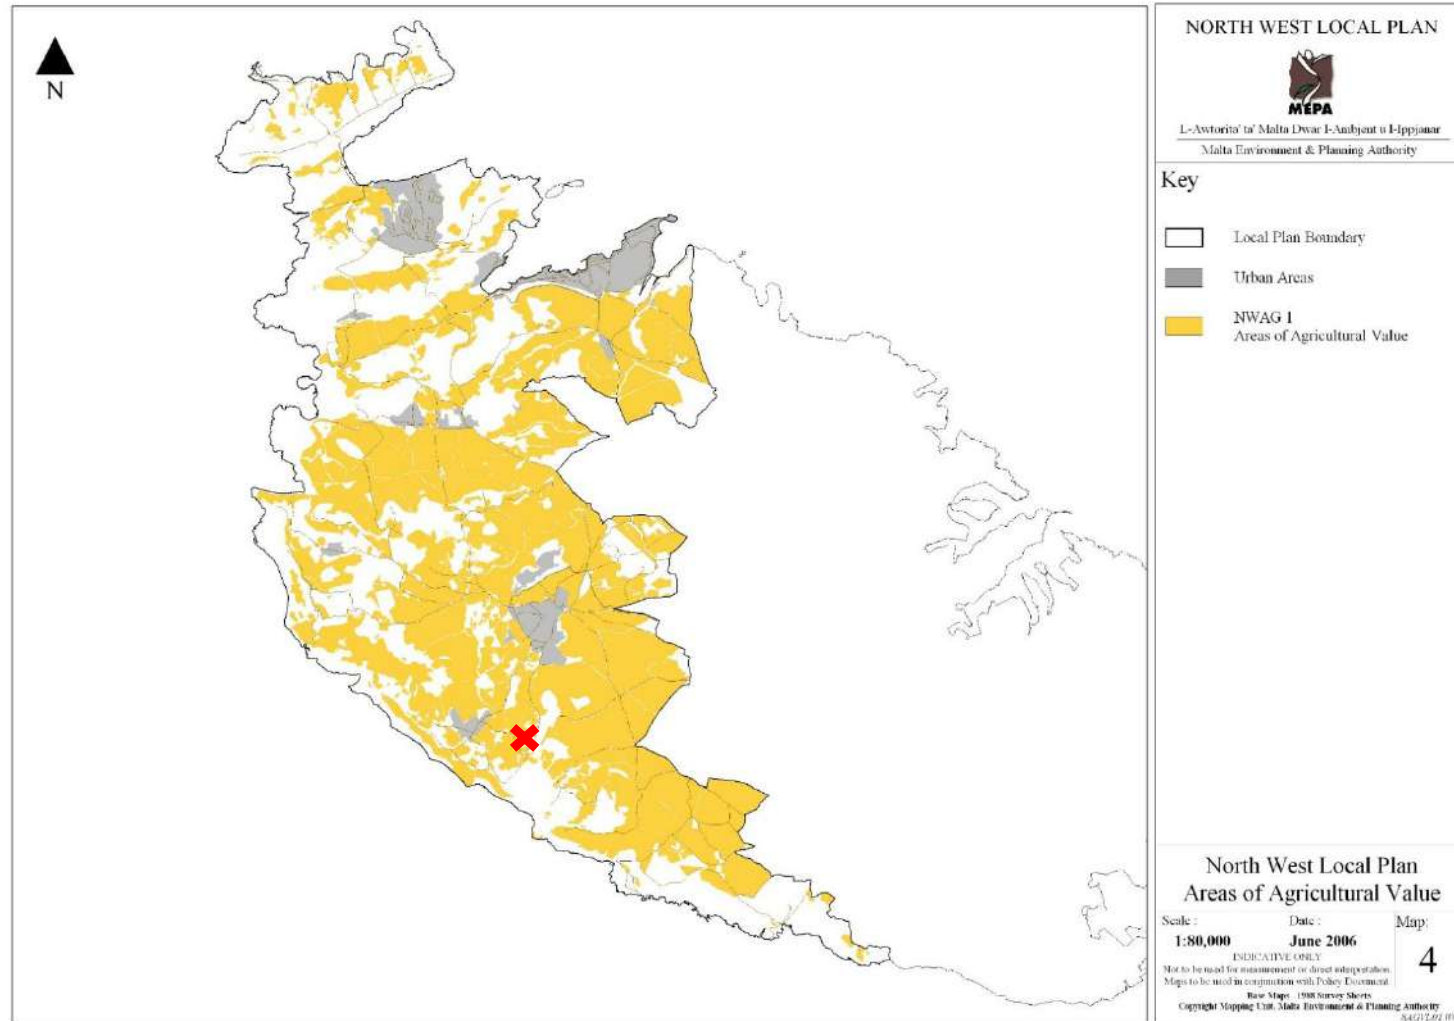 N
NORTH WEST LOCAL PLAN
MEPA
L-Awtorita' ta' Malta Dwar l-Ambjent u l-Ippjanar
Malta Environment & Planning Authority
Key
Local Plan Boundary
Urban Areas
NWAG 1
Areas of Agricultural Value
North West Local Plan
Areas of Agricultural Value
Scale : Date : Map:
1:80,000 June 2006 4
INDICATIVE ONLY
Not to be used for measurement or direct interpretation.
Maps to be used in conjunction with Policy Document
Base Maps - 1988 Survey Sheets
Copyright Mapping Unit, Malta Environment & Planning Authority